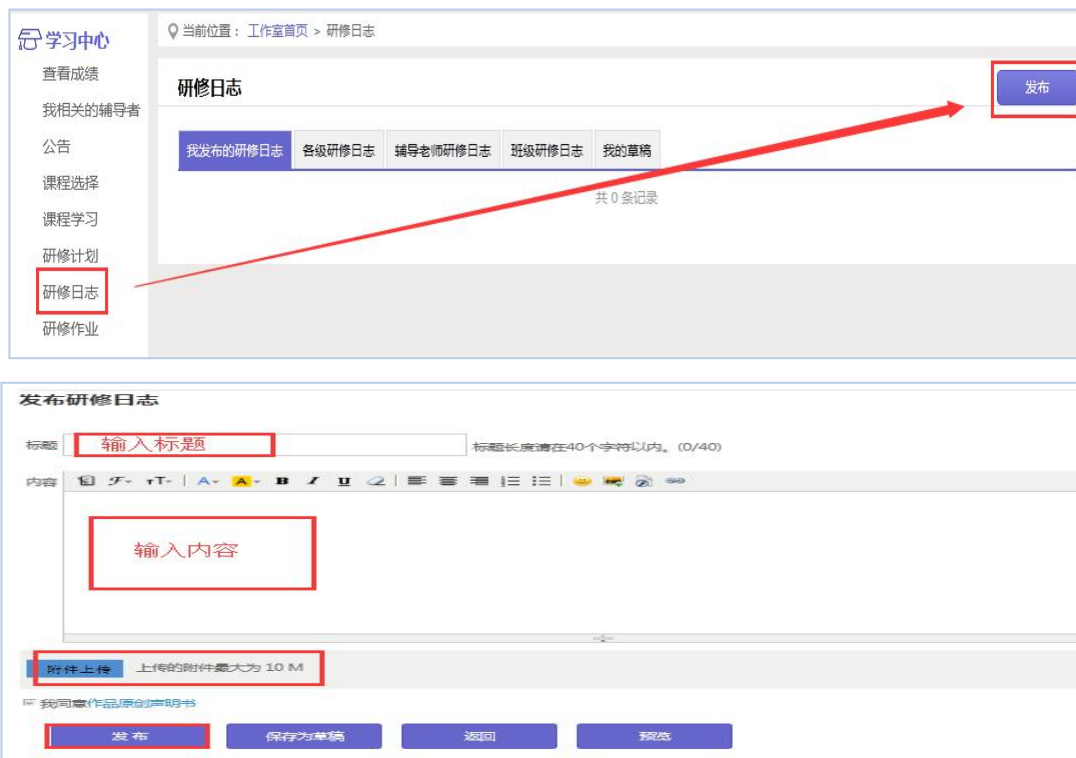 学习中心
当前位置： 工作室首页 > 研修日志
查看成绩
研修日志
发布
我相关的辅导者
公告
我发布的研修日志 各级研修日志 辅导老师研修日志 班级研修日志 我的草稿
课程选择
共 0 条记录
课程学习
研修计划
研修日志
研修作业
发布研修日志
标题 输入标题 标题长度请在40个字符以内。(0/40)
内容
输入内容
附件上传 上传的附件最大为 10 M
我同意作品原创声明书
发 布 保存为草稿 返回 预览